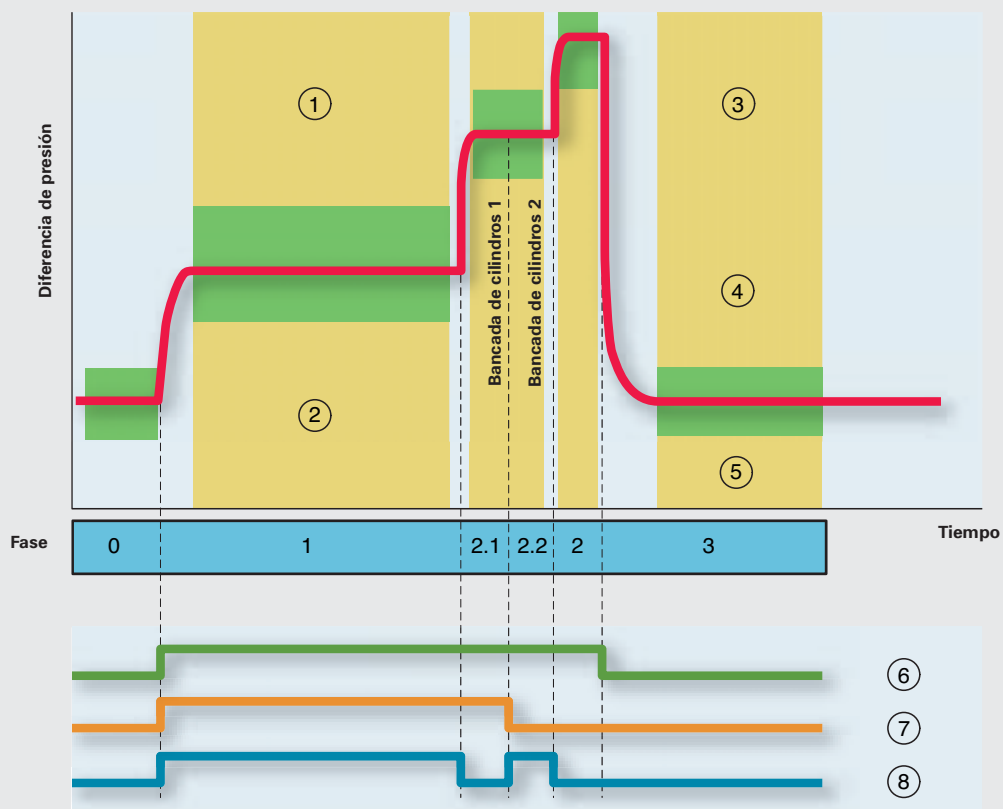 Diferencia de presión
1
2
Bancada de cilindros 1
Bancada de cilindros 2
3
4
5
Fase
0
1
2.1
2.2
2
3
Tiempo
6
7
8